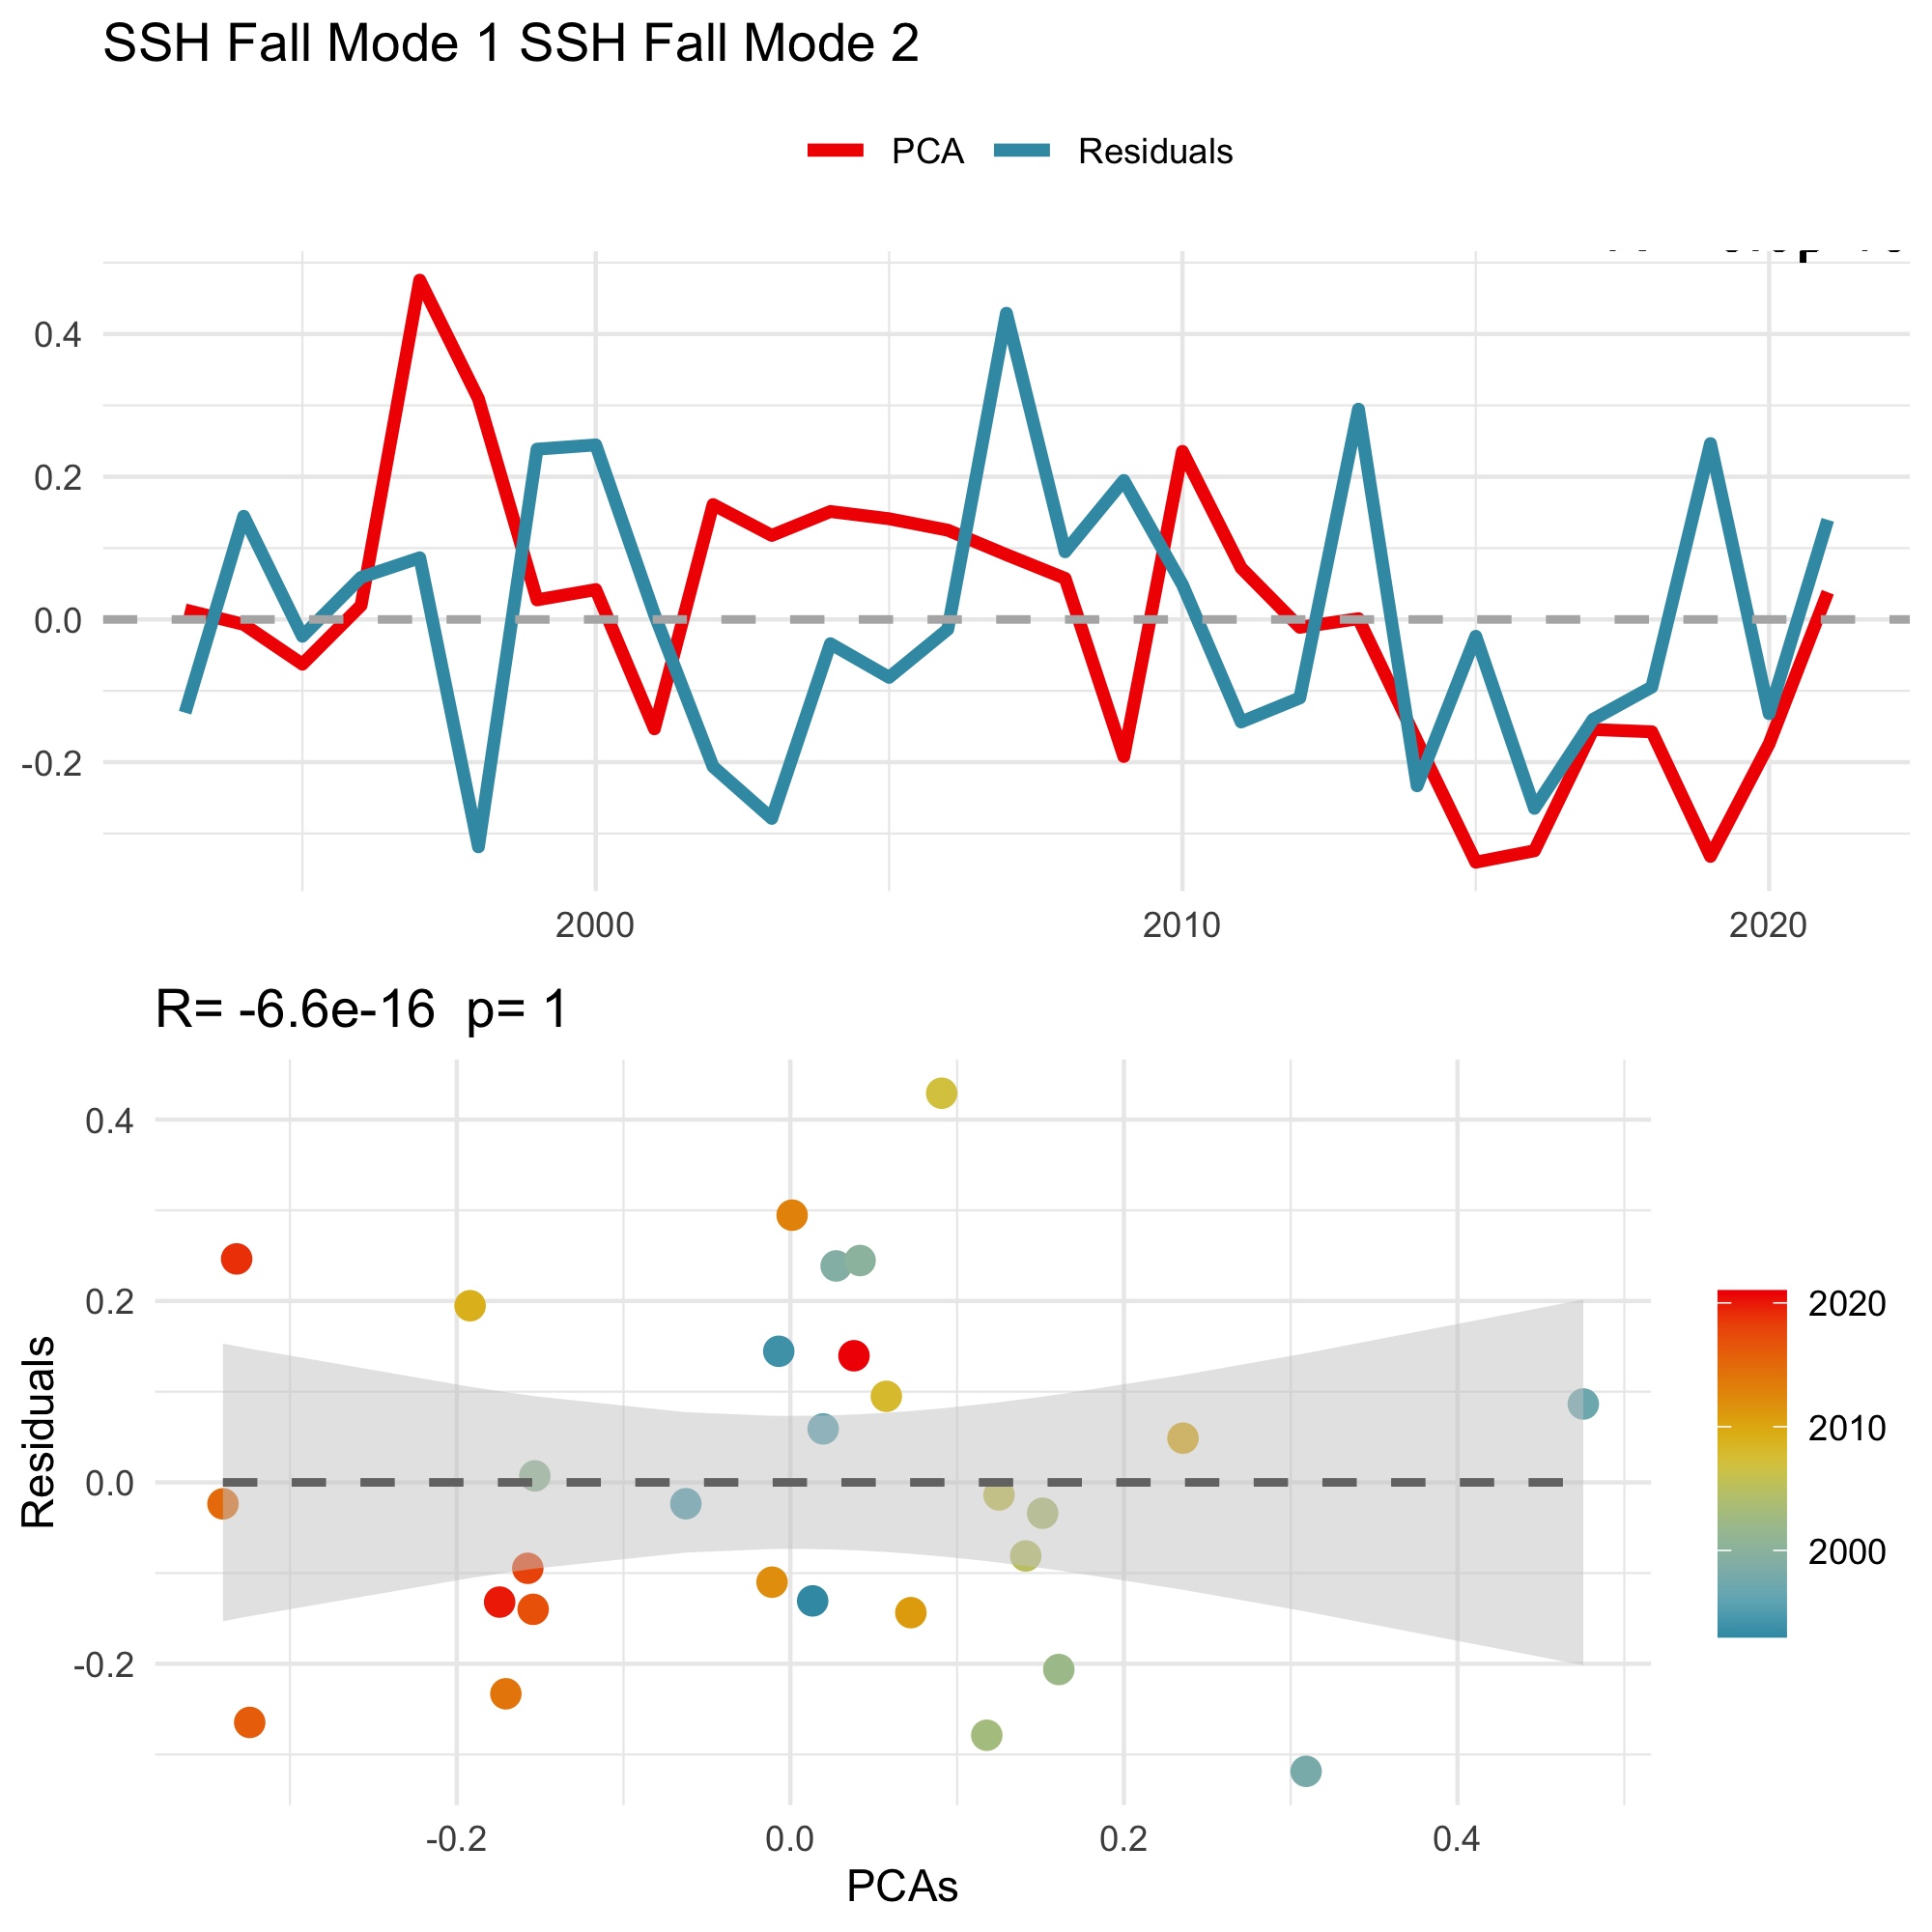 SSH Fall Mode 1 SSH Fall Mode 2
PCA Residuals
0.4
0.2
0.0
-0.2
2000 2010 2020
R= -6.6e-16 p= 1
Residuals
0.4
0.2
0.0
-0.2
-0.2 0.0 0.2 0.4
PCAs
2020
2010
2000